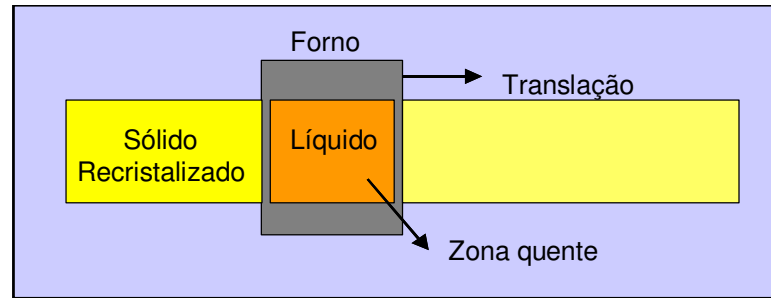 Forno
Translação
Sólido
Recristalizado
Líquido
Zona quente